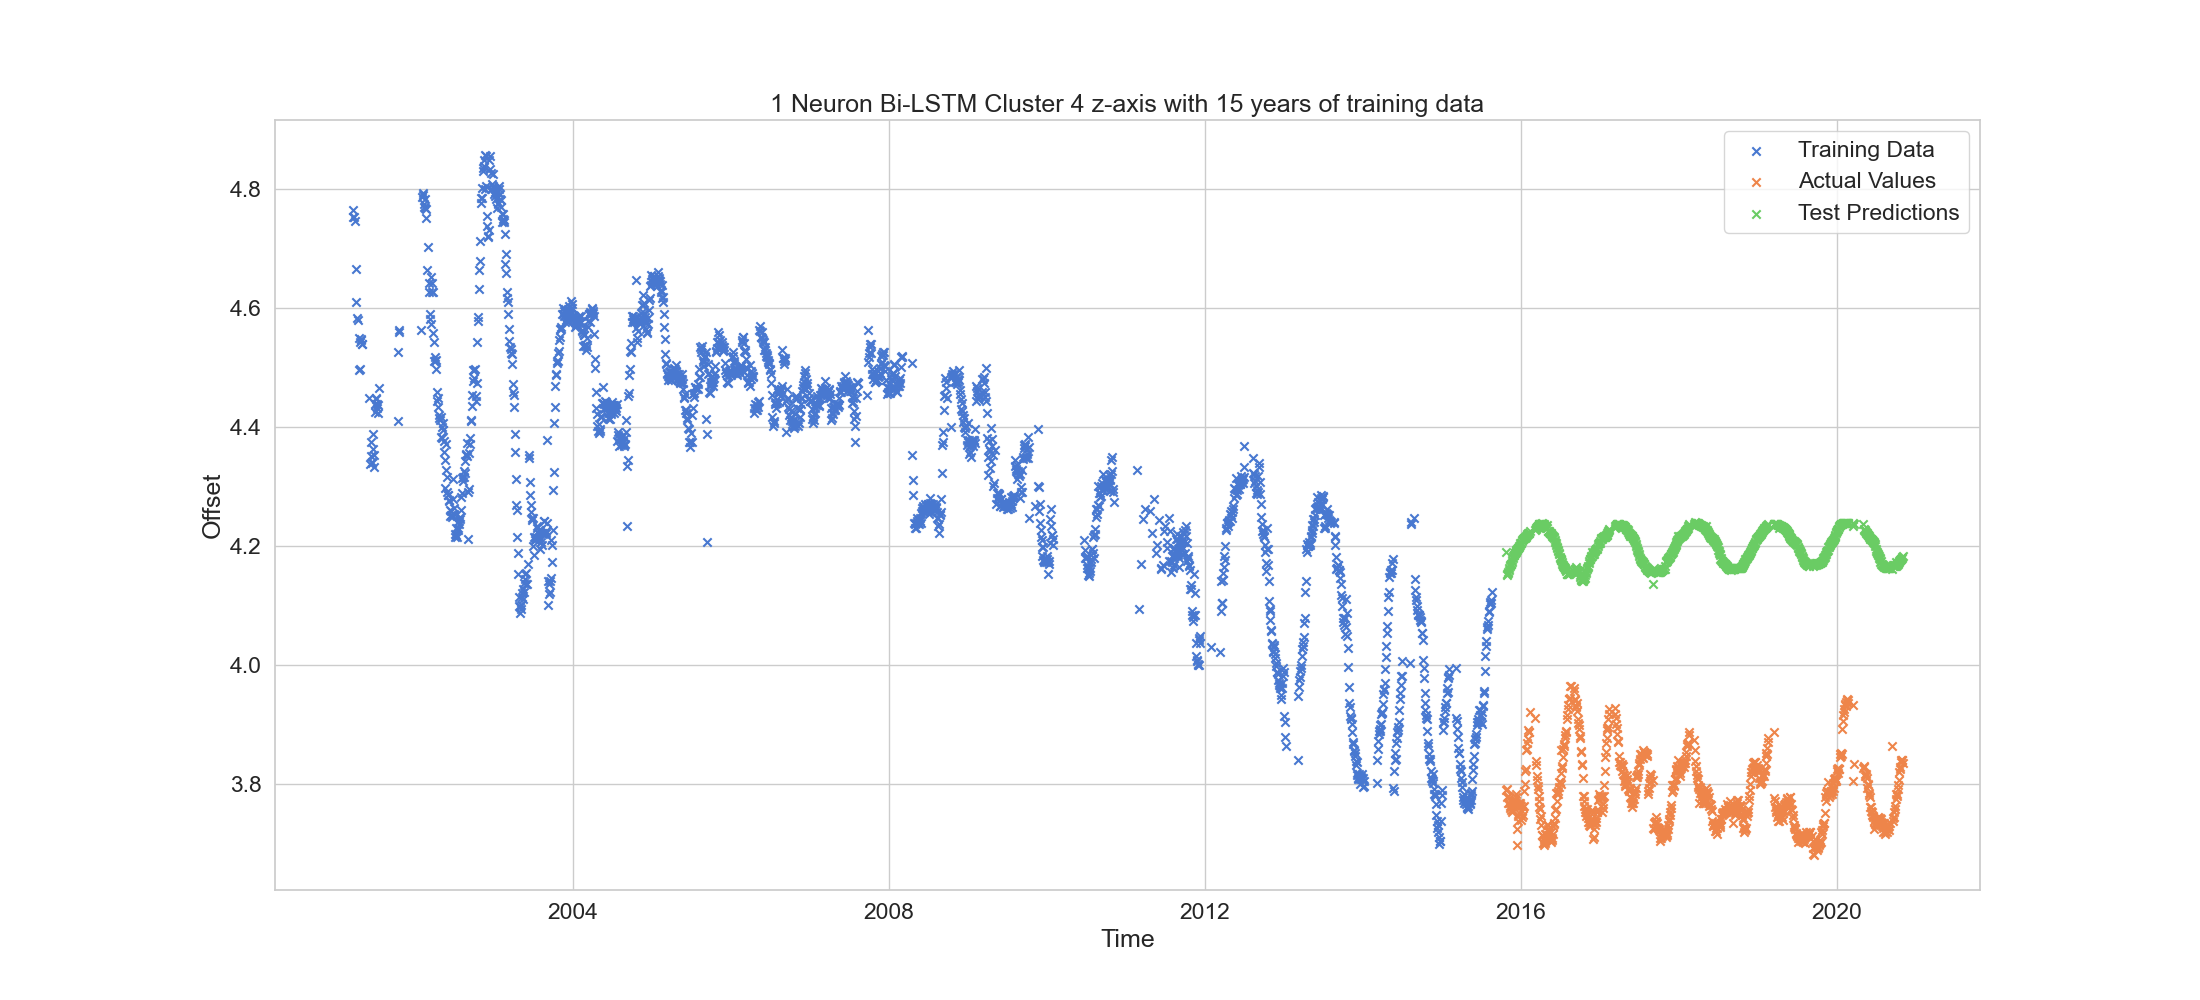 1 Neuron Bi-LSTM Cluster 4 z-axis with 15 years of training data
Training Data
Actual Values
Test Predictions
4.8
4.6
4.4
4.2
4.0
3.8
Offset
2004
2008
2012
2016
2020
Time